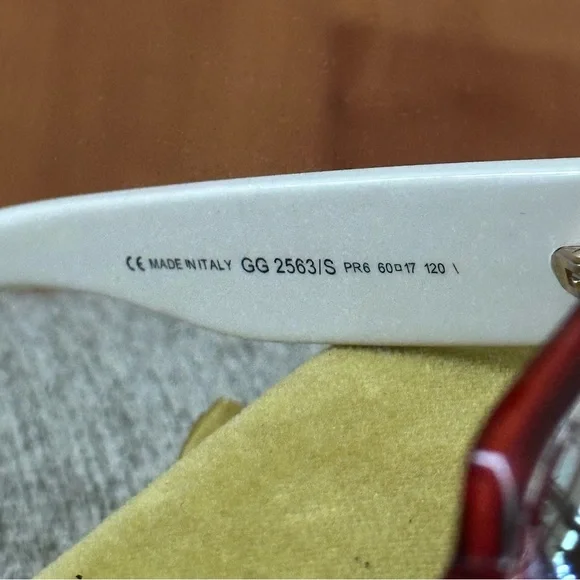 CE MADE IN ITALY GG 2563/S PR6 60□17 120 \